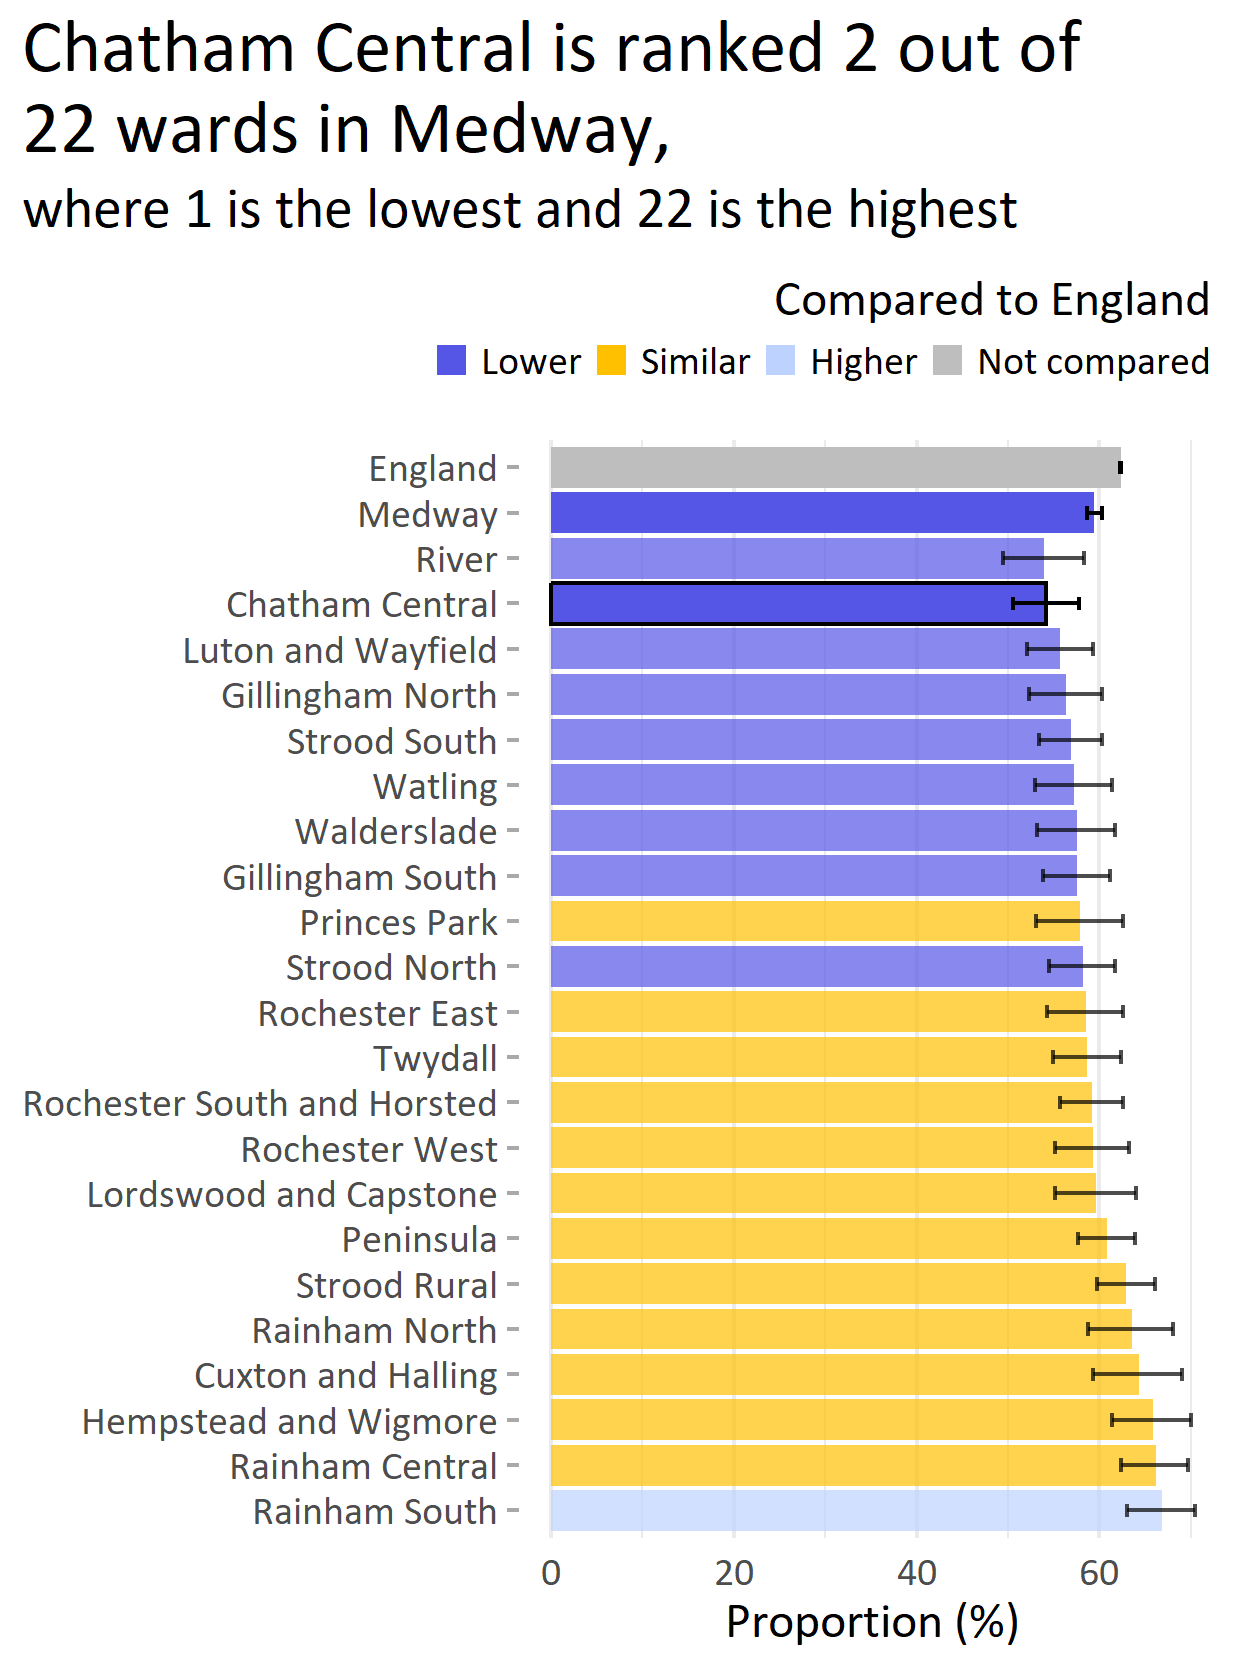 Chatham Central is ranked 2 out of
22 wards in Medway,
where 1 is the lowest and 22 is the highest
Compared to England
Lower Similar Higher Not compared
England
Medway
River
Chatham Central
Luton and Wayfield
Gillingham North
Strood South
Watling
Walderslade
Gillingham South
Princes Park
Strood North
Rochester East
Twydall
Rochester South and Horsted
Rochester West
Lordswood and Capstone
Peninsula
Strood Rural
Rainham North
Cuxton and Halling
Hempstead and Wigmore
Rainham Central
Rainham South
0 20 40 60
Proportion (%)